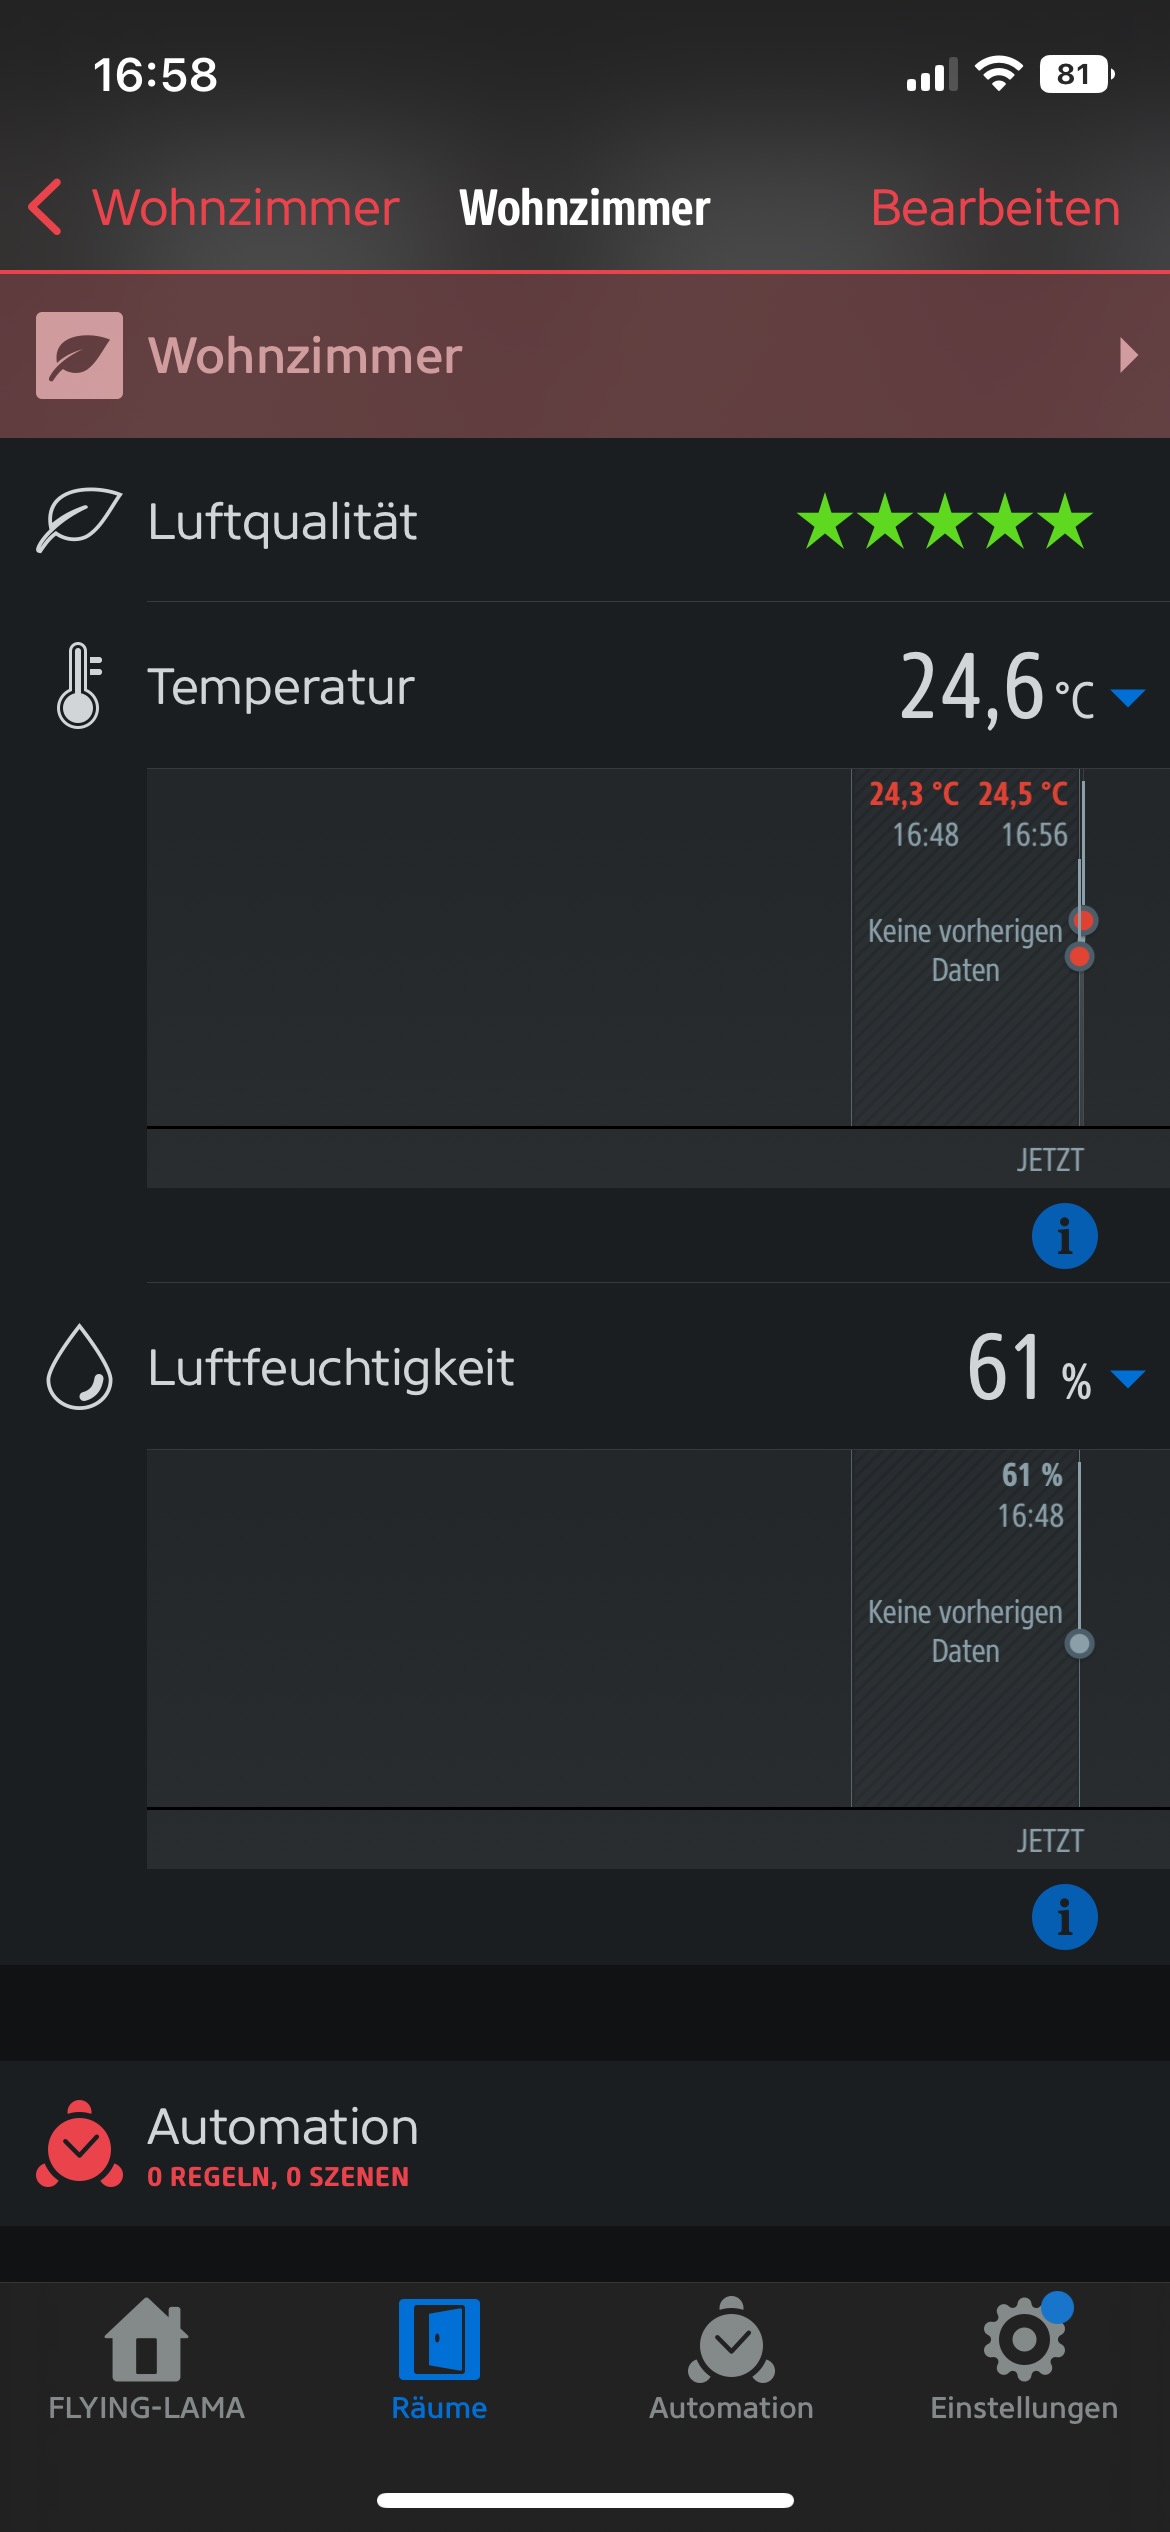 16:58
81
Wohnzimmer Wohnzimmer Bearbeiten
Wohnzimmer
Luftqualität
Temperatur 24,6 °C
24,3 °C 24,5 °C
16:48 16:56
Keine vorherigen
Daten
JETZT
i
Luftfeuchtigkeit 61 %
61 %
16:48
Keine vorherigen
Daten
JETZT
i
Automation
0 REGELN, 0 SZENEN
FLYING-LAMA Räume Automation Einstellungen